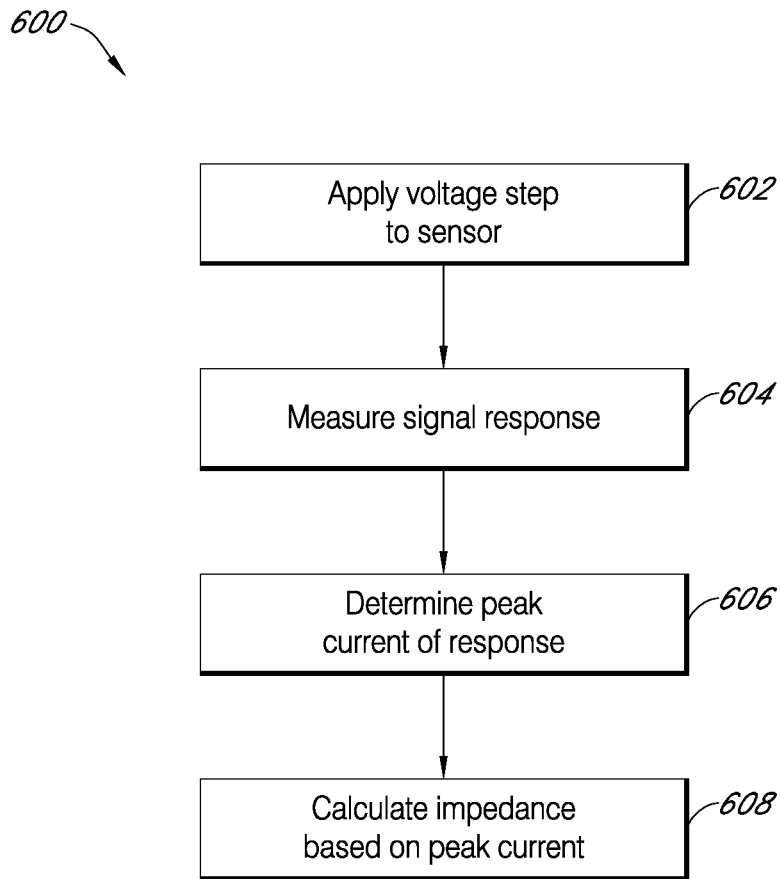 600
Apply voltage step
to sensor
602
Measure signal response
604
Determine peak
current of response
606
Calculate impedance
based on peak current
608